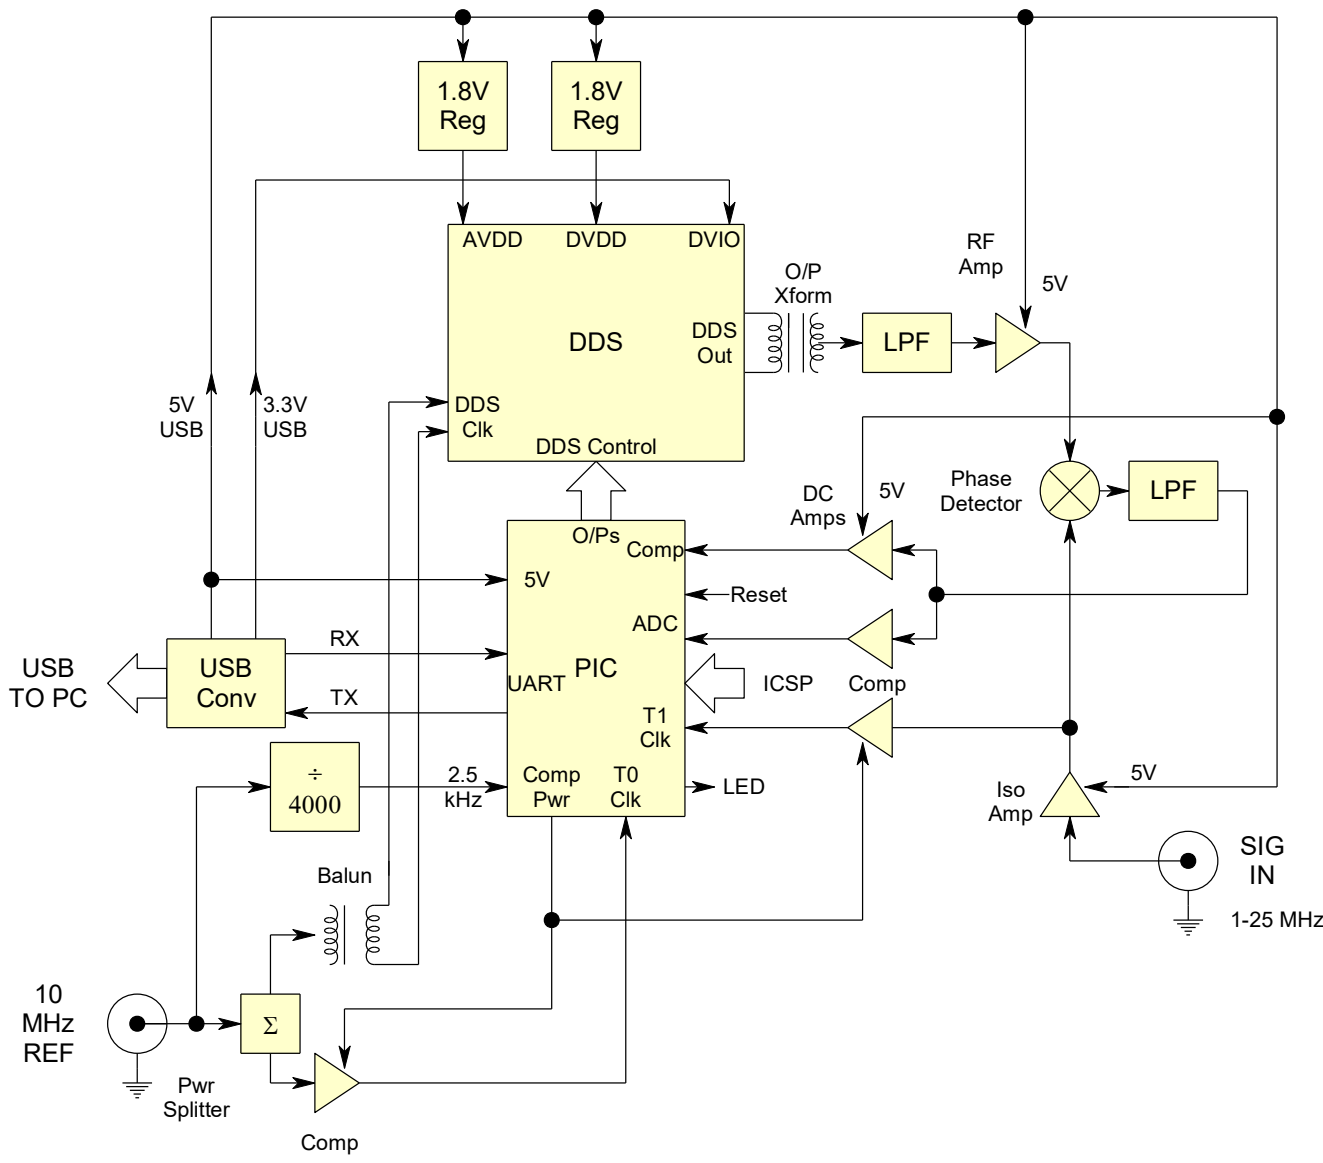 1.8V
Reg
1.8V
Reg
AVDD
DVDD
DVIO
RF
Amp
O/P
Xform
5V
DDS
DDS
Out
LPF
5V
USB
3.3V
USB
DDS
Clk
DDS Control
DC
Amps
5V
Phase
Detector
LPF
O/Ps
Comp
5V
Reset
ADC
RX
USB
TO PC
USB
Conv
PIC
UART
ICSP
Comp
TX
T1
Clk
÷
4000
2.5
kHz
Comp
Pwr
T0
Clk
LED
Iso
Amp
5V
SIG
IN
1-25 MHz
Balun
10
MHz
REF
Σ
Pwr
Splitter
Comp